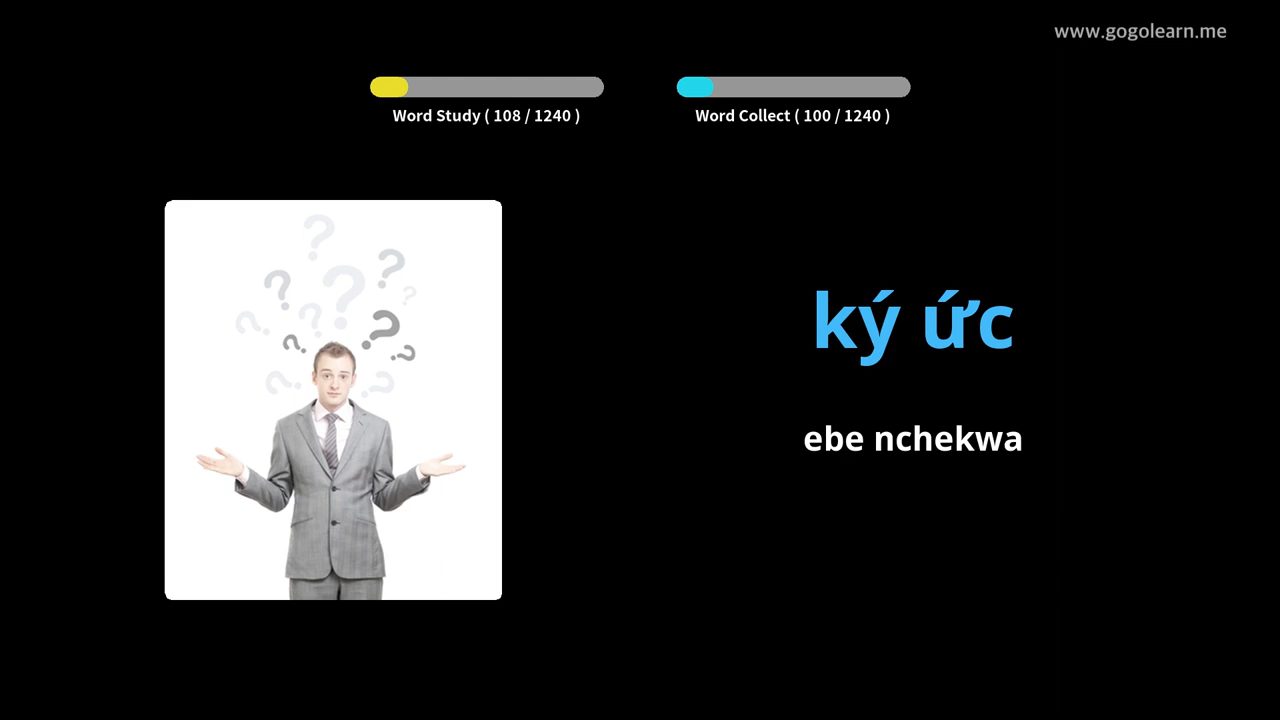 www.gogolearn.me
Word Study ( 108 / 1240 )
Word Collect ( 100 / 1240 )
ký ức
ebe nchekwa